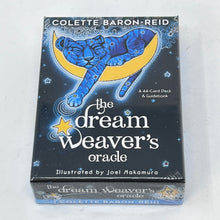 COLETTE BARON-REID
A 44-Card Deck
& Guidebook
the
dream
weaver's
oracle
Illustrated by Joel Nakamura
the dream
weaver's oracle
COLETTE BARON-REID